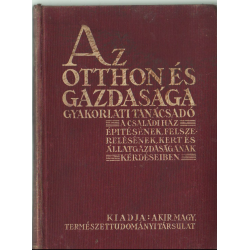 AZ
OTTHON ÉS
GAZDASÁGA
GYAKORLATI TANÁCSADÓ
A CSALÁDI HÁZ
ÉPITÉSÉNEK, FELSZE-
RELÉSÉNEK, KERT ÉS
ÁLLATGAZDASÁGÁNAK
KÉRDÉSEIBEN
KIADJA: A KIR. MAGY.
TERMÉSZETTUDOMÁNYI TÁRSULAT